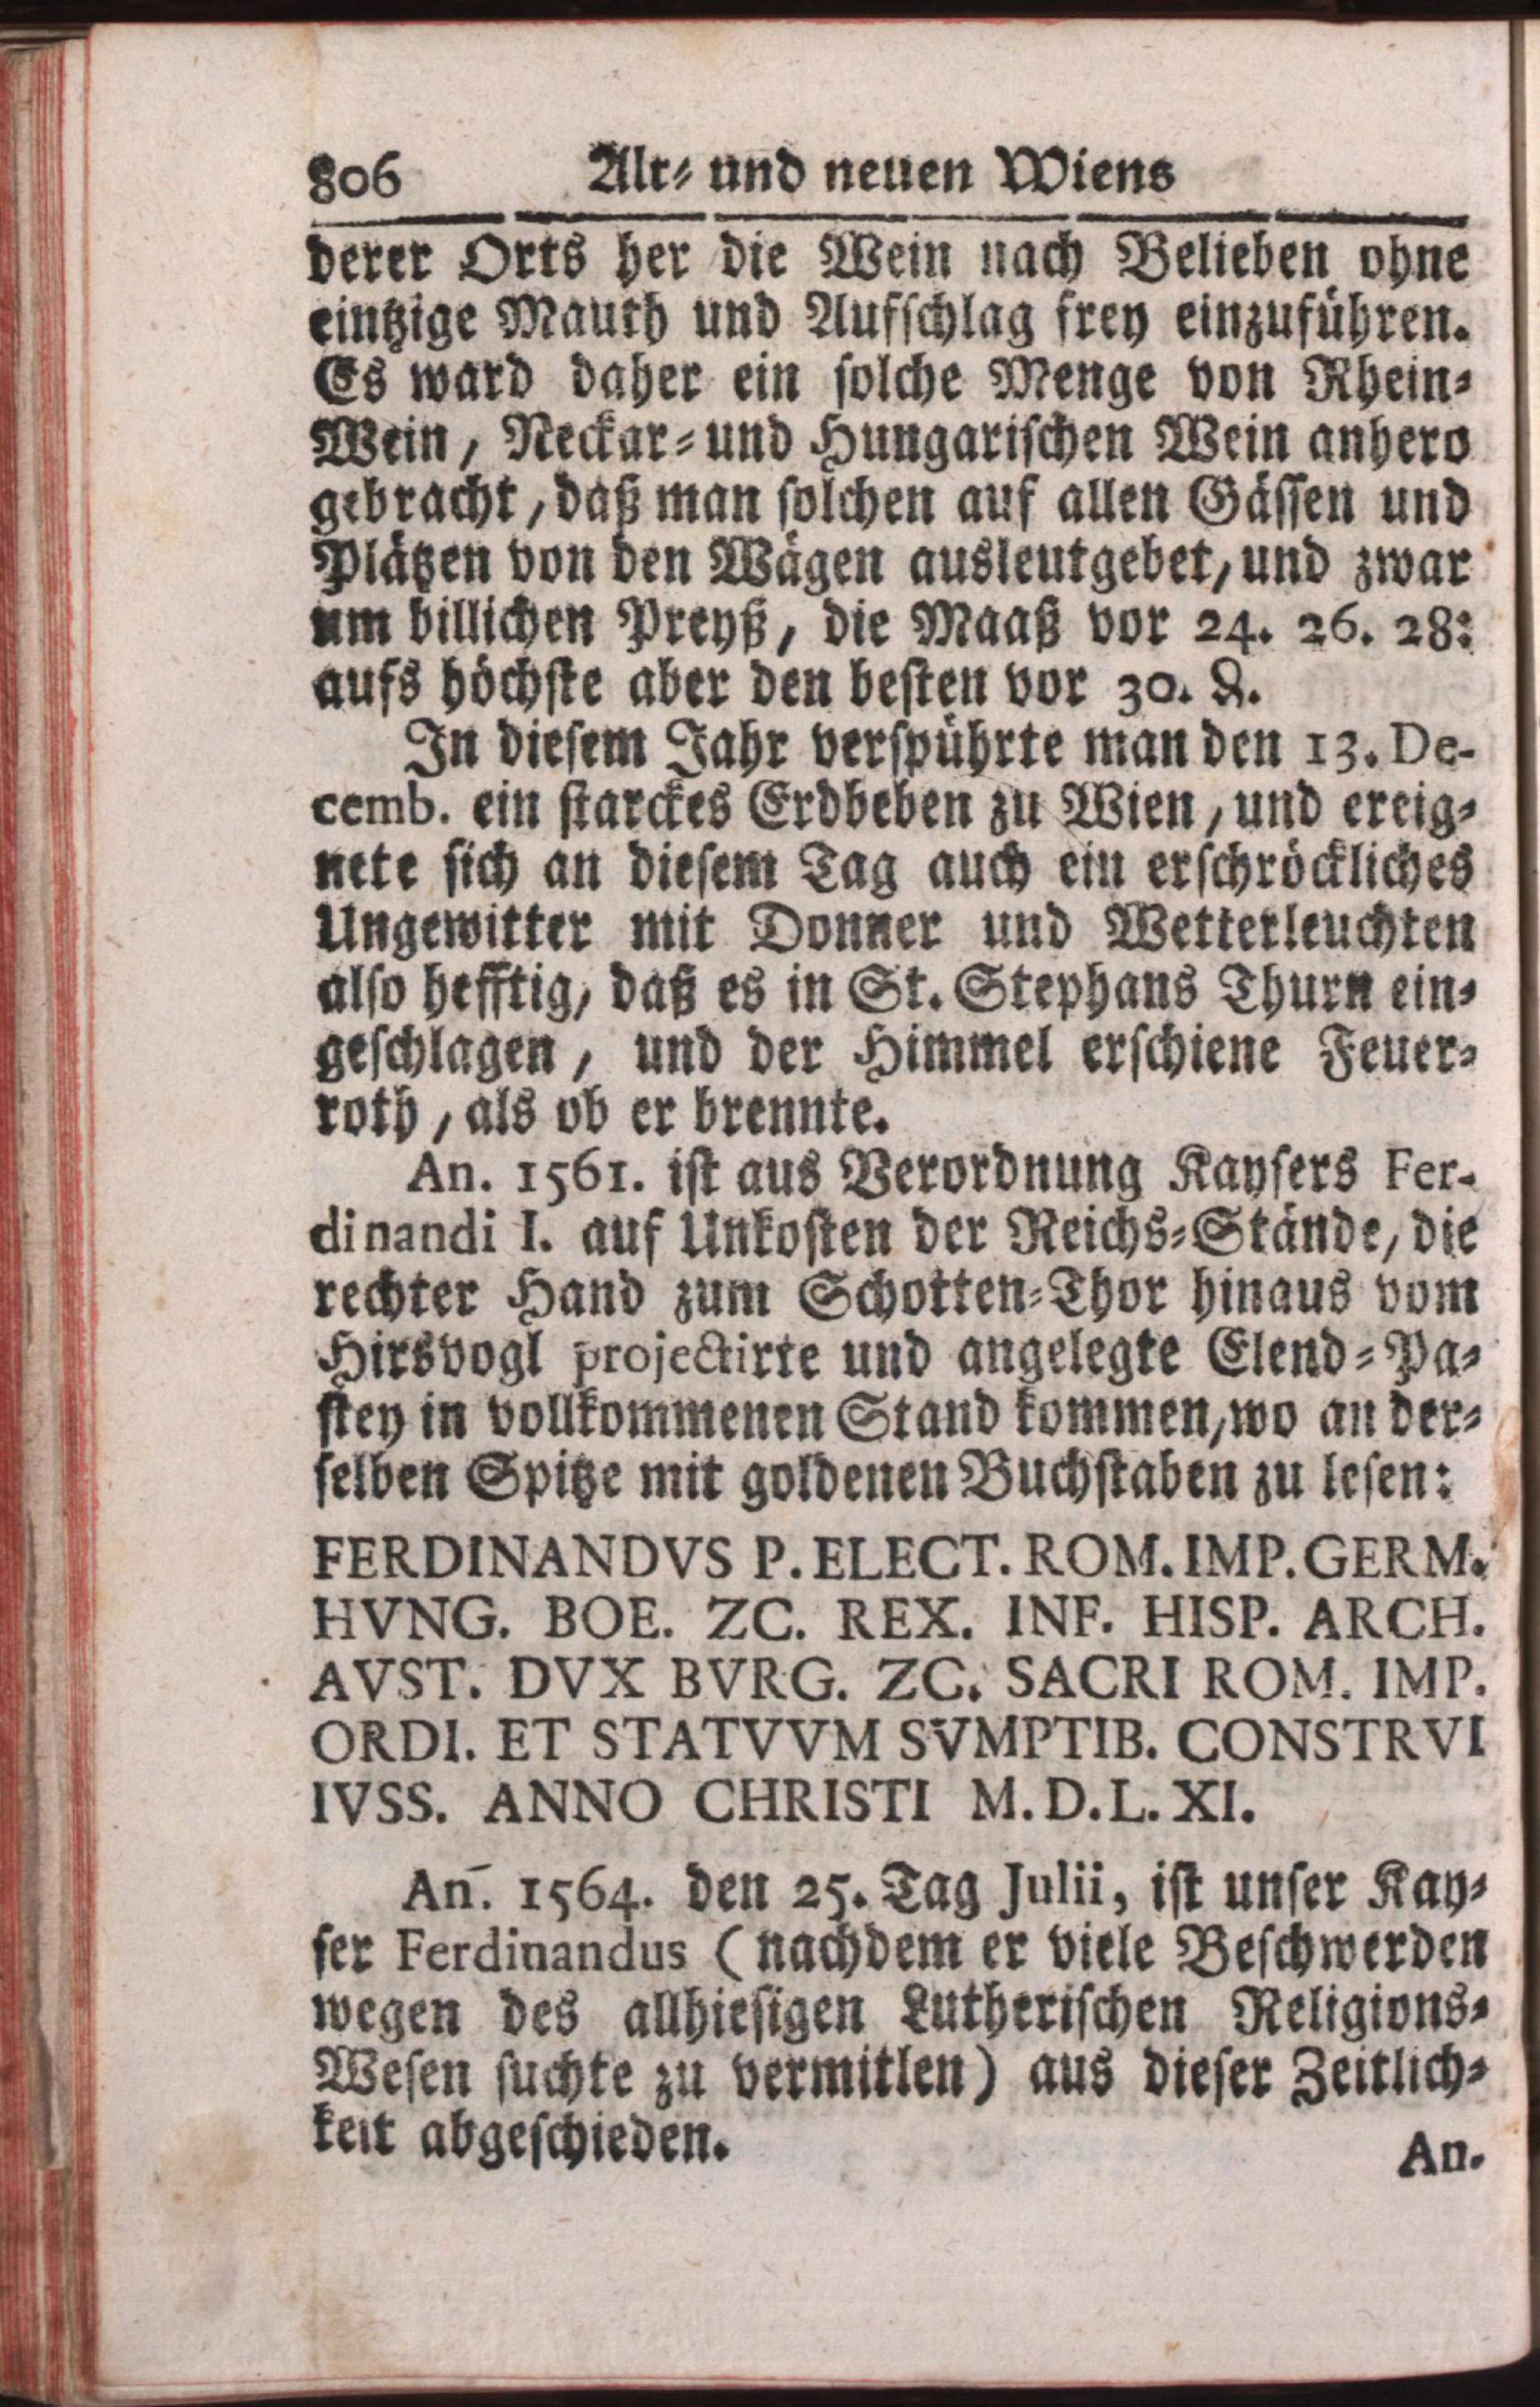 806 Alt- und neuen Wiens
derer Orts her die Wein nach Belieben ohne
eintzige Mauth und Aufschlag frey einzuführen.
Es ward daher ein solche Menge von Rhein-
Wein, Neckar- und Hungarischen Wein anhero
gebracht, daß man solchen auf allen Gässen und
Plätzen von den Wägen ausleutgebet, und zwar
um billichen Preyß, die Maaß vor 24. 26. 28:
aufs höchste aber den besten vor 30. ₰.
In diesem Jahr verspührte man den 13. De-
cemb. ein starckes Erdbeben zu Wien, und ereig-
nete sich an diesem Tag auch ein erschröckliches
Ungewitter mit Donner und Wetterleuchten
also hefftig, daß es in St. Stephans Thurn ein-
geschlagen, und der Himmel erschiene Feuer-
roth, als ob er brennte.
An. 1561. ist aus Verordnung Kaysers Fer-
dinandi I. auf Unkosten der Reichs-Stände, die
rechter Hand zum Schotten-Thor hinaus vom
Hirsvogl projectirte und angelegte Elend-Pa-
stey in vollkommenen Stand kommen, wo an der-
selben Spitze mit goldenen Buchstaben zu lesen:
FERDINANDVS P. ELECT. ROM. IMP. GERM.
HVNG. BOE. ZC. REX. INF. HISP. ARCH.
AVST. DVX BVRG. ZC. SACRI ROM. IMP.
ORDI. ET STATVVM SVMPTIB. CONSTRVI
IVSS. ANNO CHRISTI M.D.L.XI.
An̄. 1564. den 25. Tag Julii, ist unser Kay-
ser Ferdinandus (nachdem er viele Beschwerden
wegen des allhiesigen Lutherischen Religions-
Wesen suchte zu vermitlen) aus dieser Zeitlich-
keit abgeschieden.
An.